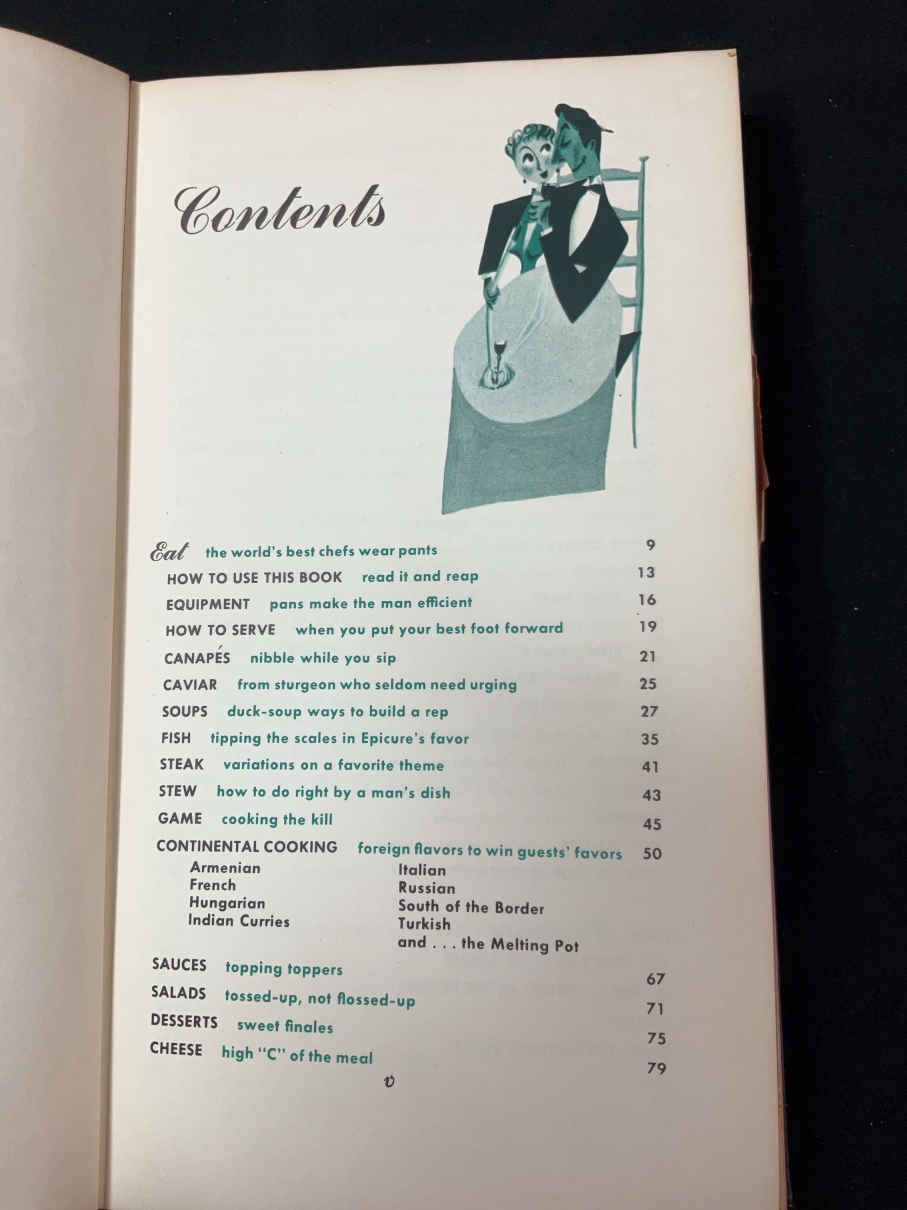 Contents
Eat the world's best chefs wear pants 9
HOW TO USE THIS BOOK read it and reap 13
EQUIPMENT pans make the man efficient 16
HOW TO SERVE when you put your best foot forward 19
CANAPÉS nibble while you sip 21
CAVIAR from sturgeon who seldom need urging 25
SOUPS duck-soup ways to build a rep 27
FISH tipping the scales in Epicure's favor 35
STEAK variations on a favorite theme 41
STEW how to do right by a man's dish 43
GAME cooking the kill 45
CONTINENTAL COOKING foreign flavors to win guests' favors 50
Armenian
French
Hungarian
Indian Curries
Italian
Russian
South of the Border
Turkish
and . . . the Melting Pot
SAUCES topping toppers 67
SALADS tossed-up, not flossed-up 71
DESSERTS sweet finales 75
CHEESE high "C" of the meal 79
v